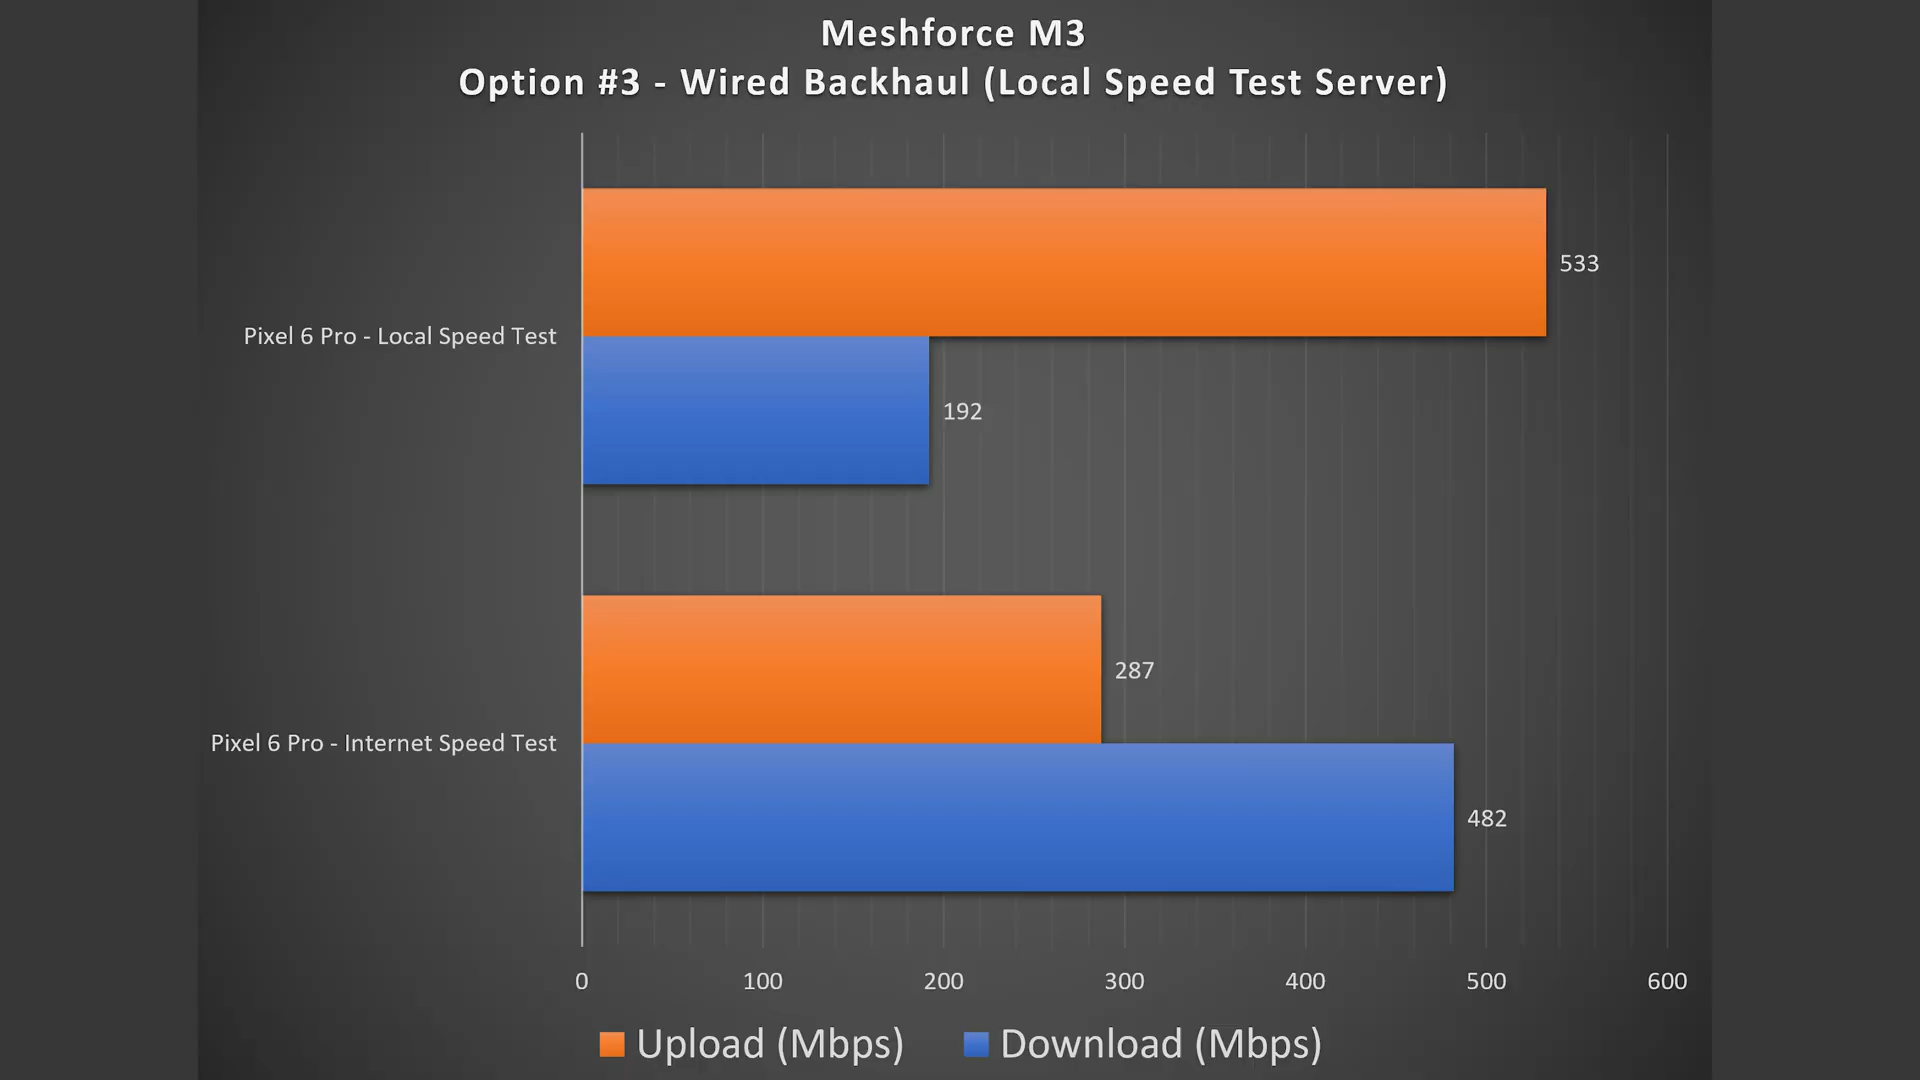 Meshforce M3
Option #3 - Wired Backhaul (Local Speed Test Server)
533
Pixel 6 Pro - Local Speed Test
192
287
Pixel 6 Pro - Internet Speed Test
482
0 100 200 300 400 500 600
Upload (Mbps) Download (Mbps)